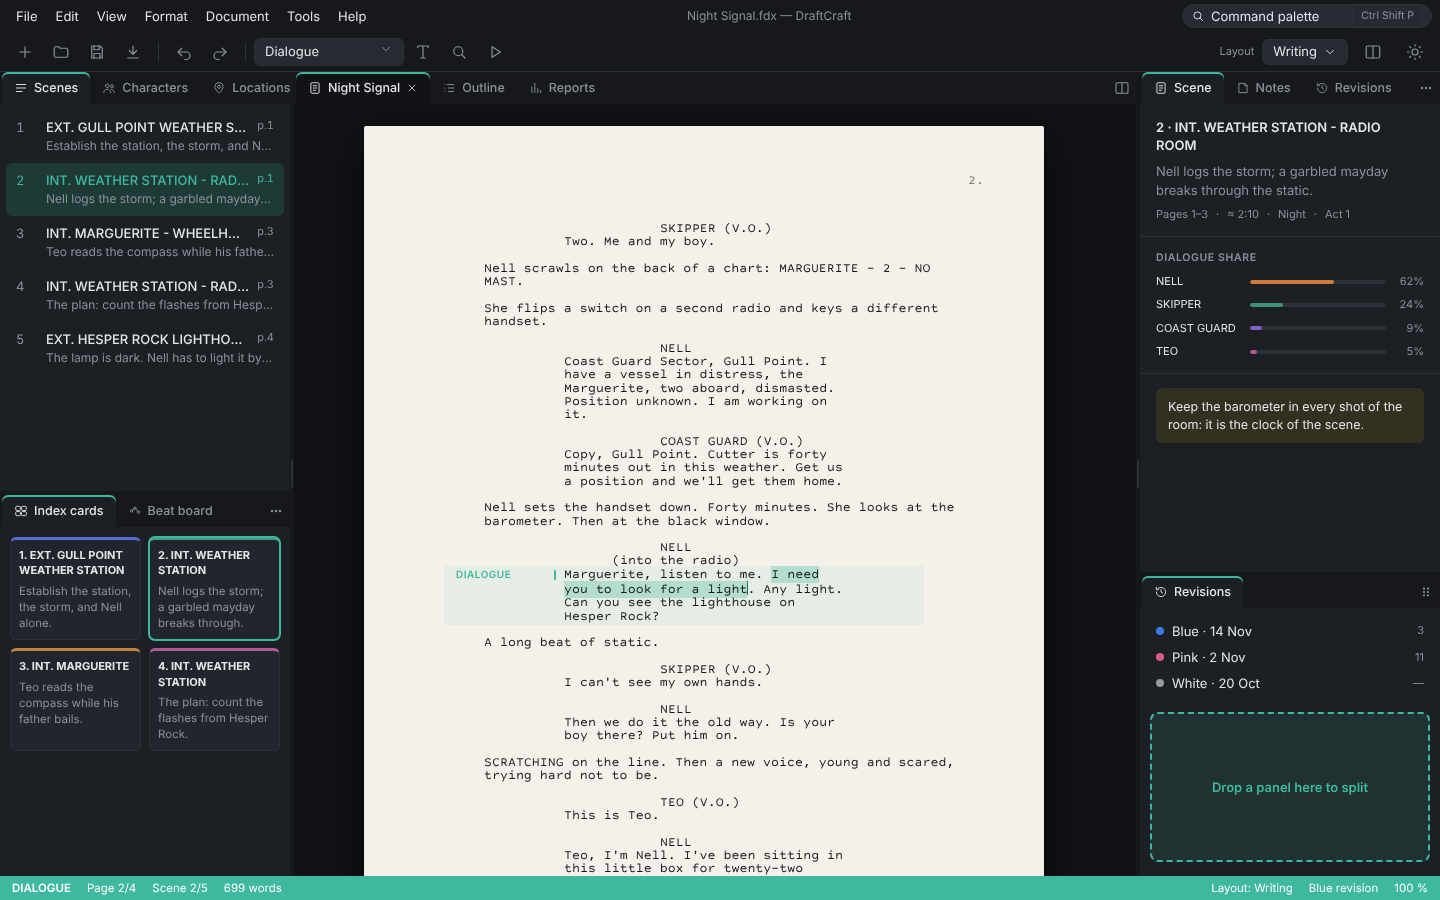 File Edit View Format Document Tools Help
Night Signal.fdx — DraftCraft
Command palette Ctrl Shift P
Dialogue
Layout Writing
Scenes Characters Locations
Night Signal Outline Reports
Scene Notes Revisions
1 EXT. GULL POINT WEATHER S... p.1
Establish the station, the storm, and N...
2 INT. WEATHER STATION - RAD... p.1
Nell logs the storm; a garbled mayday...
3 INT. MARGUERITE - WHEELH... p.3
Teo reads the compass while his fathe...
4 INT. WEATHER STATION - RAD... p.3
The plan: count the flashes from Hesp...
5 EXT. HESPER ROCK LIGHTHO... p.4
The lamp is dark. Nell has to light it by...
Index cards Beat board
1. EXT. GULL POINT
WEATHER STATION
Establish the station,
the storm, and Nell
alone.
2. INT. WEATHER
STATION
Nell logs the storm;
a garbled mayday
breaks through.
3. INT. MARGUERITE
Teo reads the
compass while his
father bails.
4. INT. WEATHER
STATION
The plan: count the
flashes from Hesper
Rock.
2.
SKIPPER (V.O.)
Two. Me and my boy.
Nell scrawls on the back of a chart: MARGUERITE - 2 - NO
MAST.
She flips a switch on a second radio and keys a different
handset.
NELL
Coast Guard Sector, Gull Point. I
have a vessel in distress, the
Marguerite, two aboard, dismasted.
Position unknown. I am working on
it.
COAST GUARD (V.O.)
Copy, Gull Point. Cutter is forty
minutes out in this weather. Get us
a position and we'll get them home.
Nell sets the handset down. Forty minutes. She looks at the
barometer. Then at the black window.
NELL
(into the radio)
DIALOGUE
Marguerite, listen to me. I need
you to look for a light. Any light.
Can you see the lighthouse on
Hesper Rock?
A long beat of static.
SKIPPER (V.O.)
I can't see my own hands.
NELL
Then we do it the old way. Is your
boy there? Put him on.
SCRATCHING on the line. Then a new voice, young and scared,
trying hard not to be.
TEO (V.O.)
This is Teo.
NELL
Teo, I'm Nell. I've been sitting in
this little box for twenty-two
2 · INT. WEATHER STATION - RADIO
ROOM
Nell logs the storm; a garbled mayday
breaks through the static.
Pages 1–3 · ≈ 2:10 · Night · Act 1
DIALOGUE SHARE
NELL 62%
SKIPPER 24%
COAST GUARD 9%
TEO 5%
Keep the barometer in every shot of the
room: it is the clock of the scene.
Revisions
Blue · 14 Nov 3
Pink · 2 Nov 11
White · 20 Oct —
Drop a panel here to split
DIALOGUE Page 2/4 Scene 2/5 699 words
Layout: Writing Blue revision 100 %